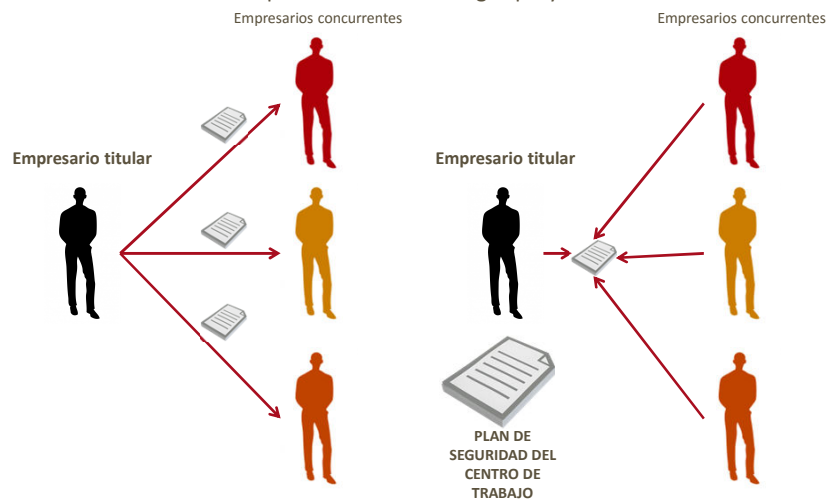 Empresarios concurrentes
Empresarios concurrentes
Empresario titular
Empresario titular
PLAN DE
SEGURIDAD DEL
CENTRO DE
TRABAJO